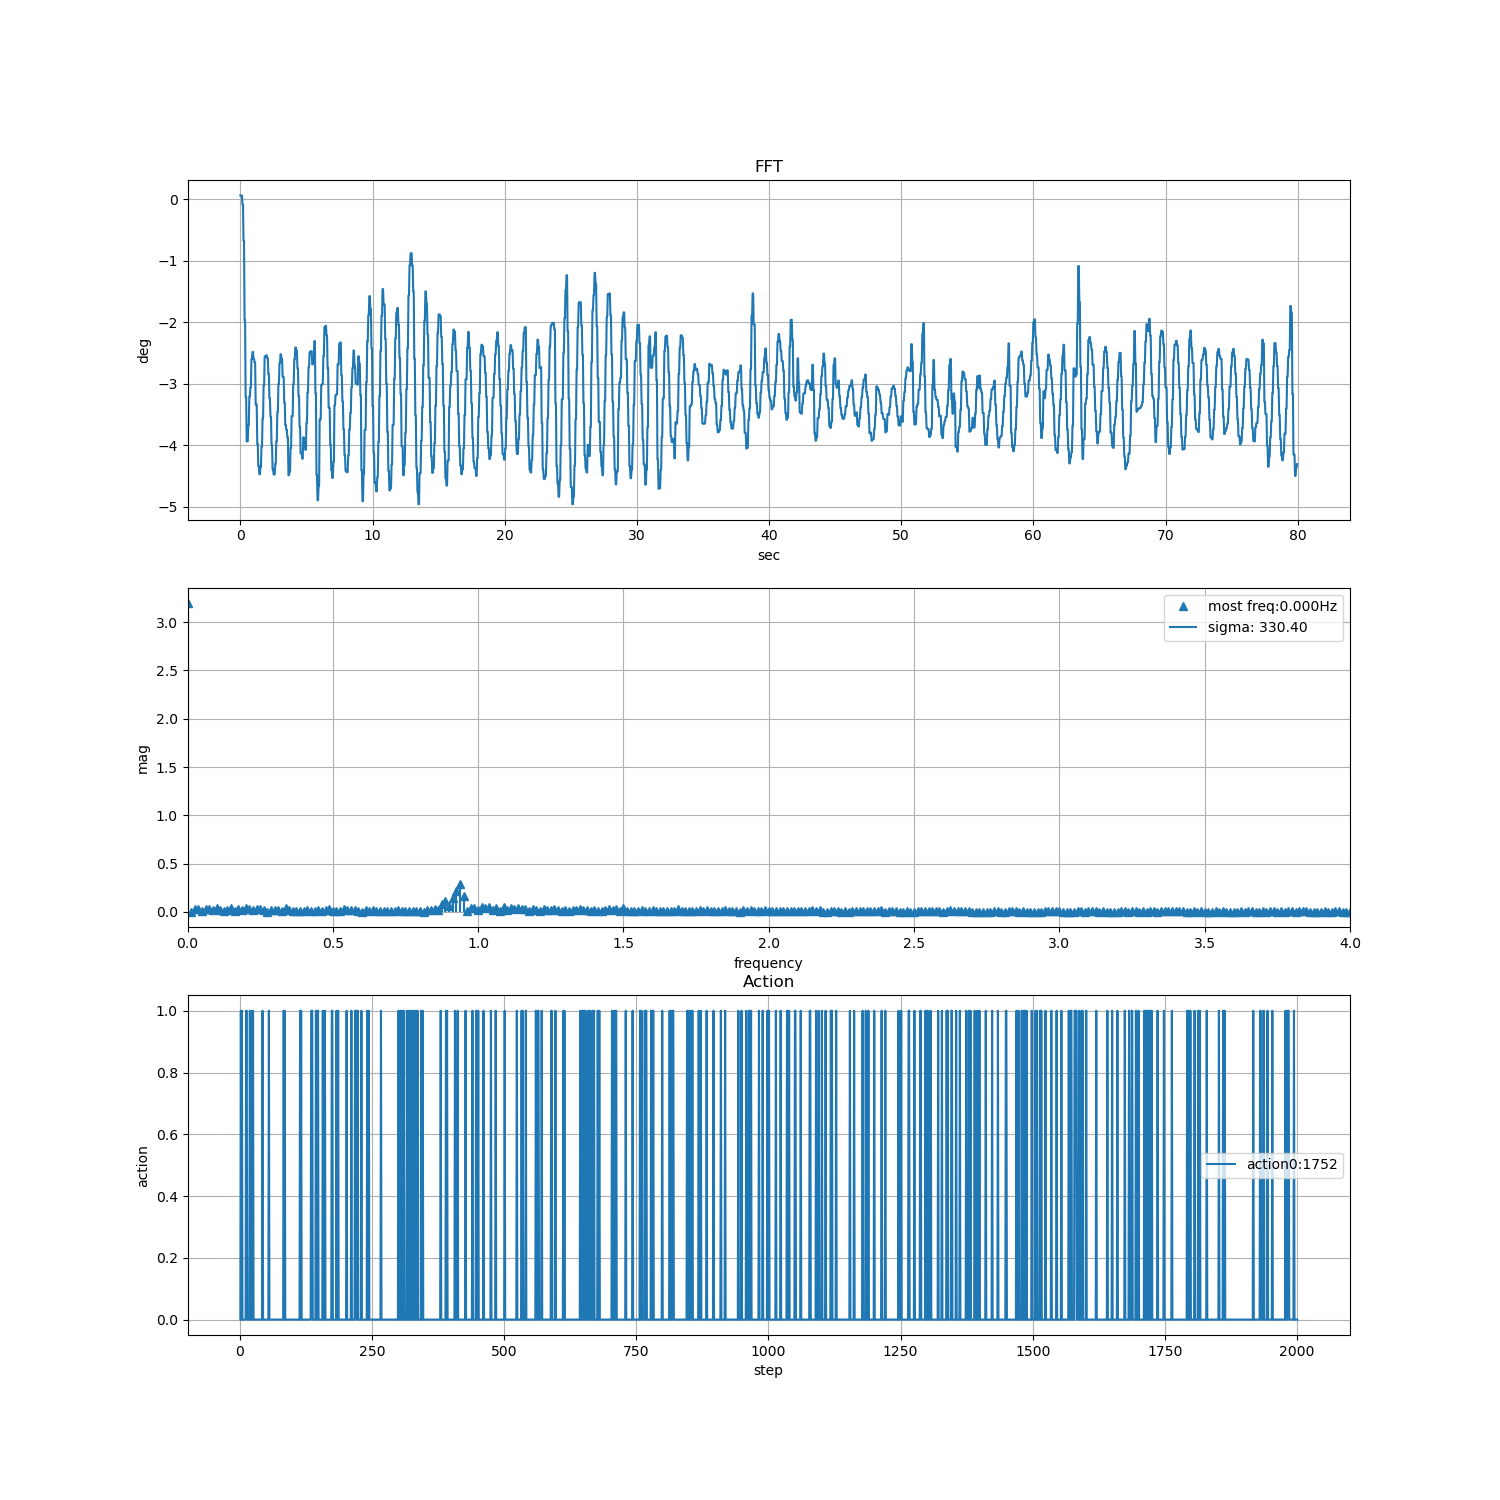 FFT
0
−1
−2
−3
−4
−5
deg
0 10 20 30 40 50 60 70 80
sec
3.0
2.5
2.0
1.5
1.0
0.5
0.0
mag
most freq:0.000Hz
sigma: 330.40
0.0 0.5 1.0 1.5 2.0 2.5 3.0 3.5 4.0
frequency
Action
1.0
0.8
0.6
0.4
0.2
0.0
action
action0:1752
0 250 500 750 1000 1250 1500 1750 2000
step